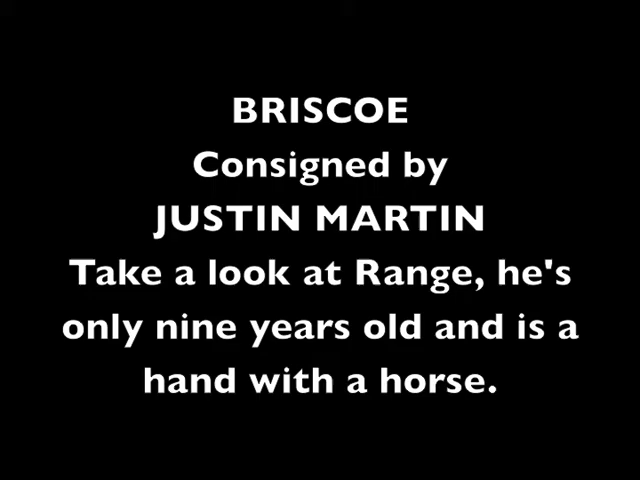 BRISCOE
Consigned by
JUSTIN MARTIN
Take a look at Range, he's
only nine years old and is a
hand with a horse.